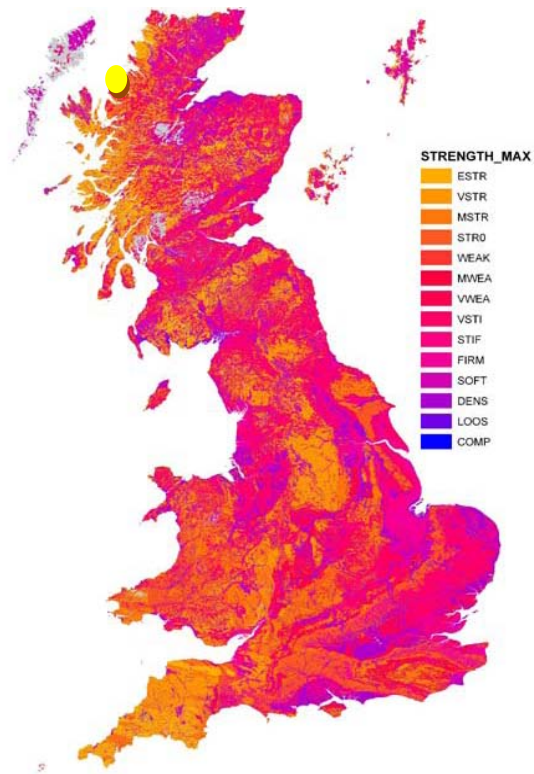 STRENGTH_MAX
ESTR
VSTR
MSTR
STR0
WEAK
MWEA
VWEA
VSTI
STIF
FIRM
SOFT
DENS
LOOS
COMP